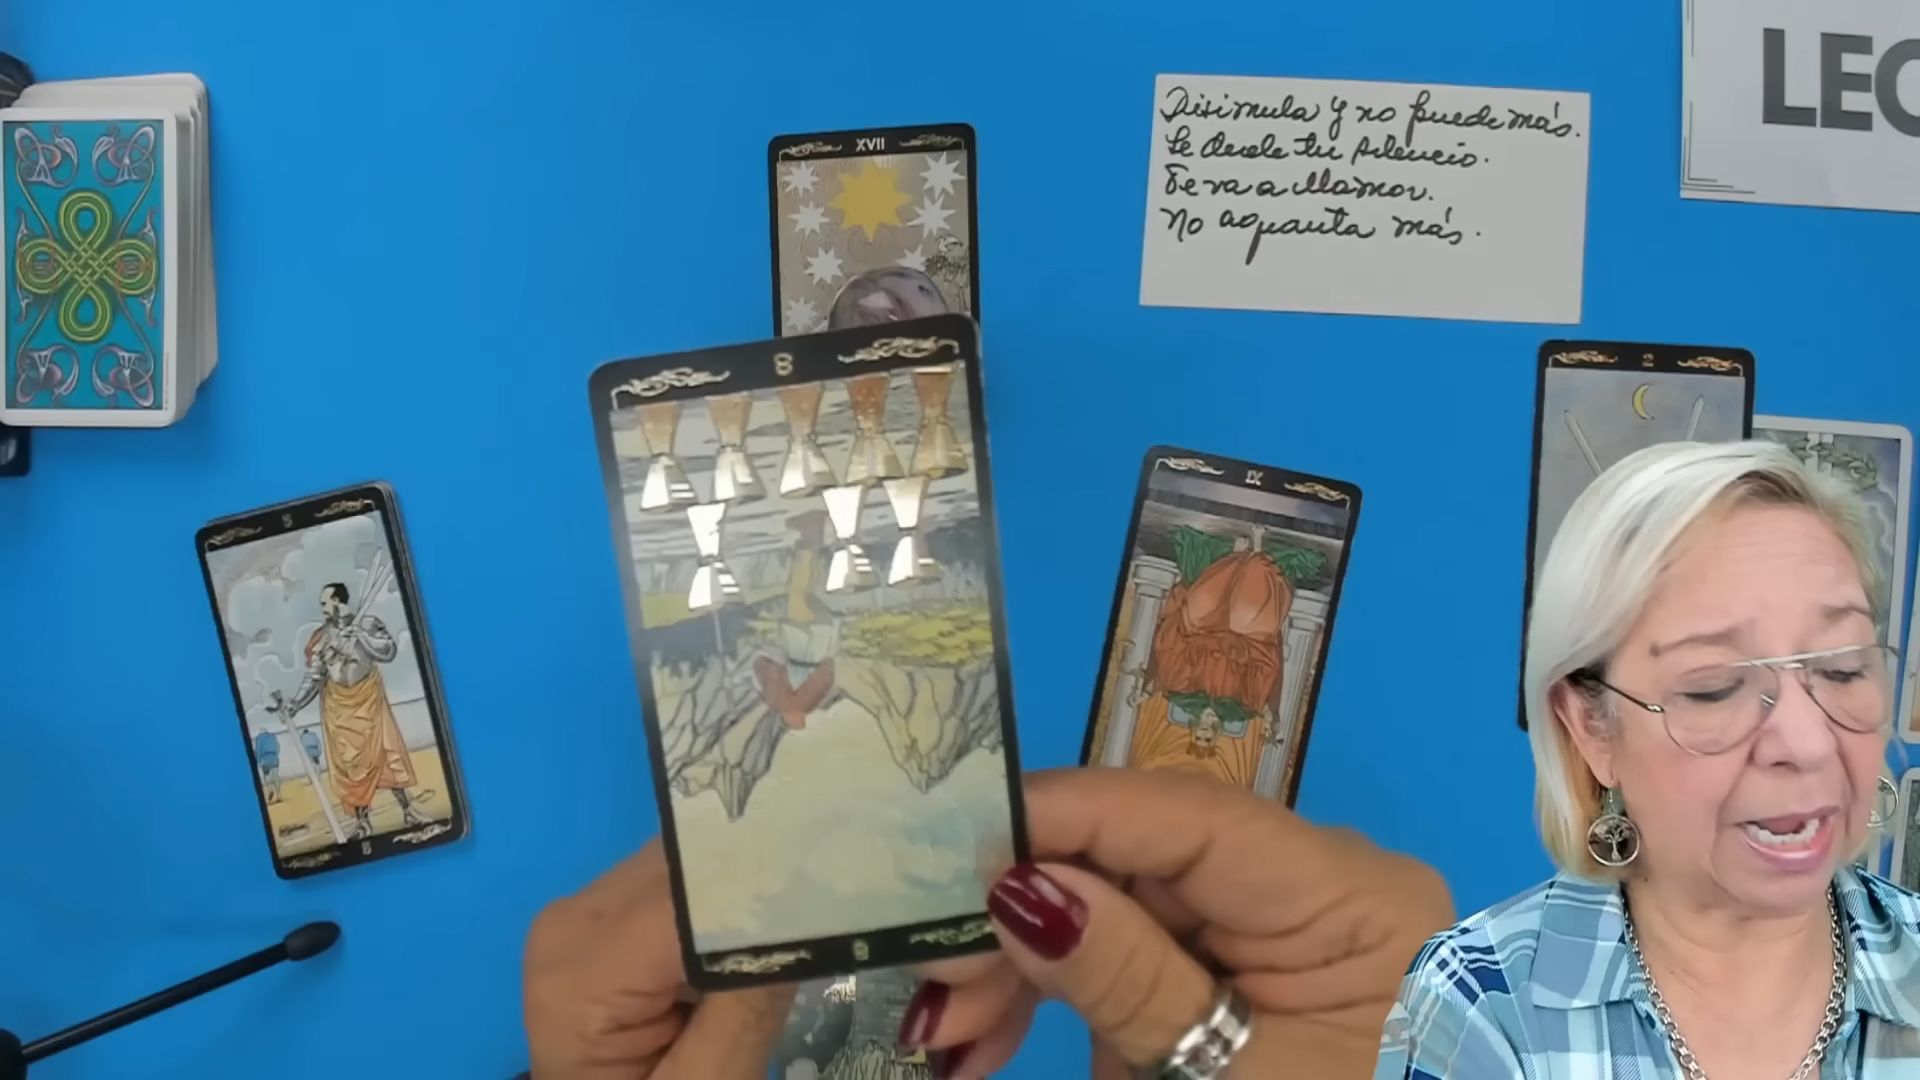 XVII
Disimula y no puede más.
Le duele tu silencio.
Te va a llamar.
No aguanta más.
LEO
8
IX
2
5